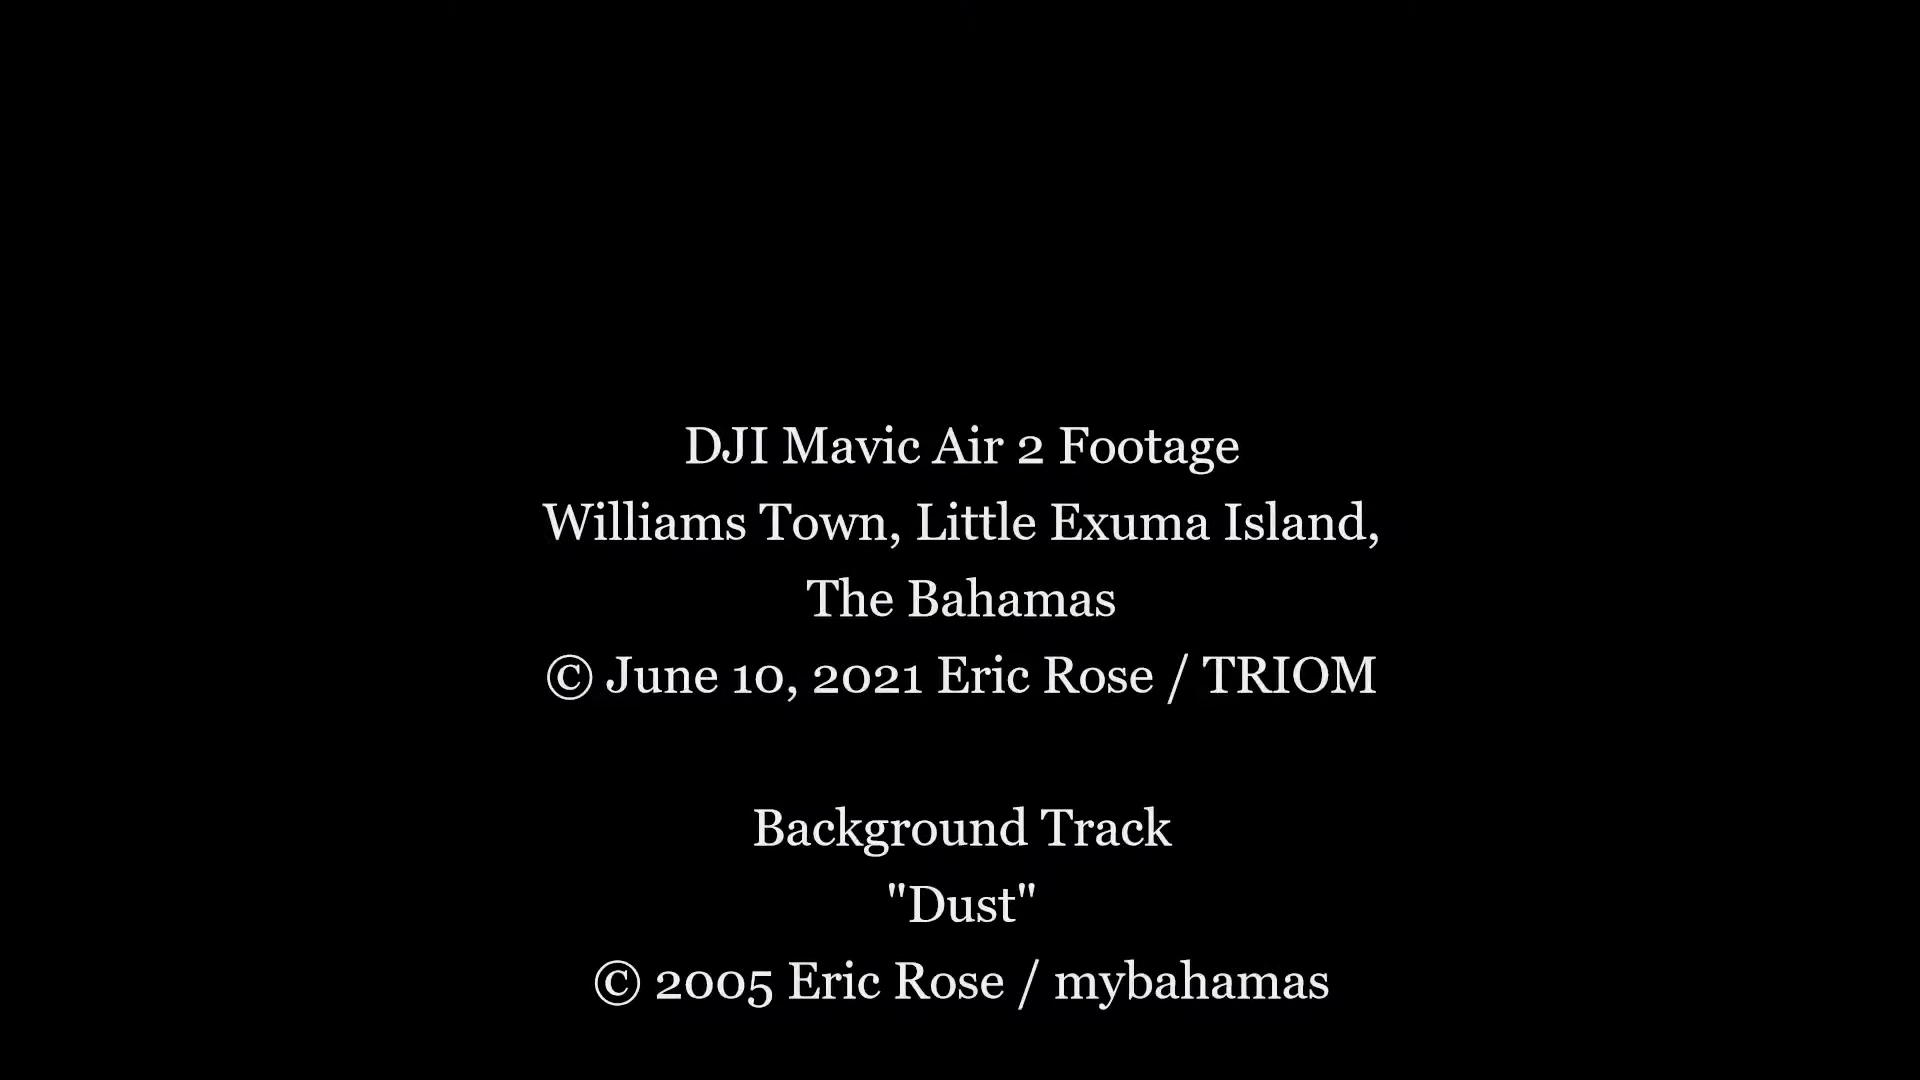 DJI Mavic Air 2 Footage
Williams Town, Little Exuma Island,
The Bahamas
© June 10, 2021 Eric Rose / TRIOM
Background Track
"Dust"
© 2005 Eric Rose / mybahamas